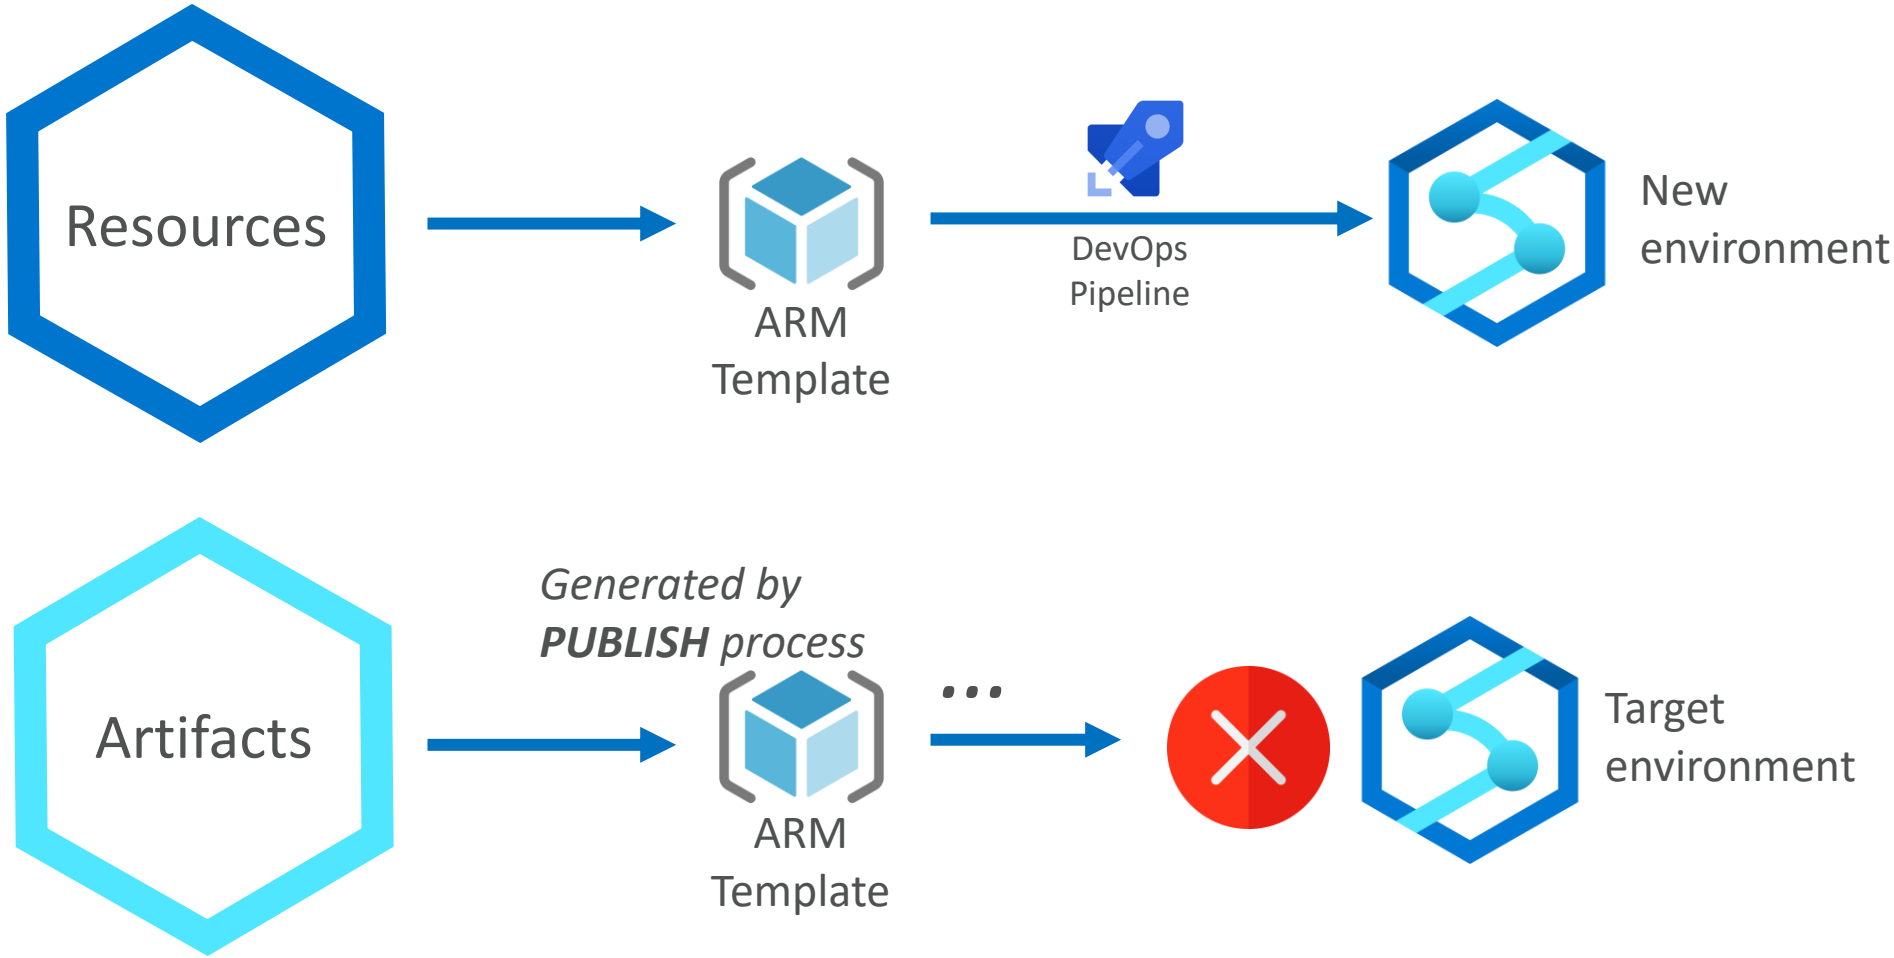 Resources
ARM
Template
DevOps
Pipeline
New
environment
Artifacts
Generated by
PUBLISH process
ARM
Template
...
Target
environment